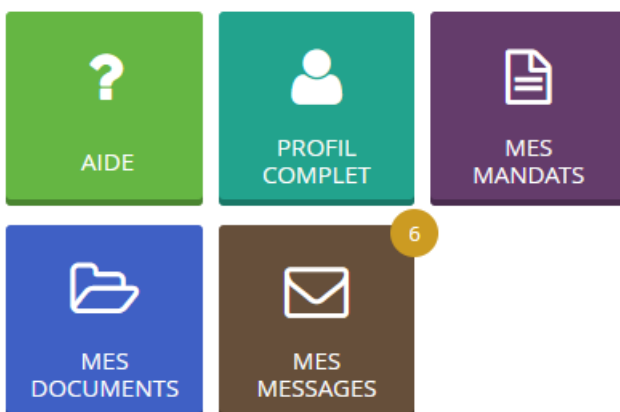 ?
AIDE
PROFIL
COMPLET
MES
MANDATS
MES
DOCUMENTS
6
MES
MESSAGES